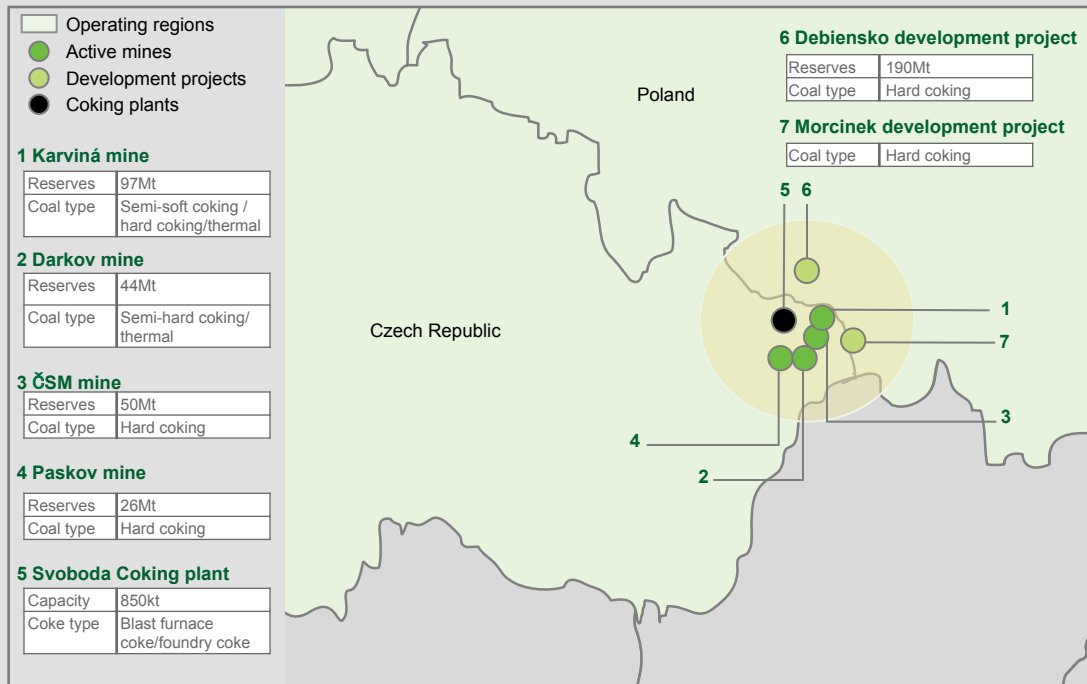 Operating regions
Active mines
Development projects
Coking plants
1 Karviná mine
Reserves 97Mt
Coal type Semi-soft coking /
hard coking/thermal
2 Darkov mine
Reserves 44Mt
Coal type Semi-hard coking/
thermal
3 ČSM mine
Reserves 50Mt
Coal type Hard coking
4 Paskov mine
Reserves 26Mt
Coal type Hard coking
5 Svoboda Coking plant
Capacity 850kt
Coke type Blast furnace
coke/foundry coke
6 Debiensko development project
Reserves 190Mt
Coal type Hard coking
7 Morcinek development project
Coal type Hard coking
Poland
Czech Republic
5 6
1
7
3
4
2